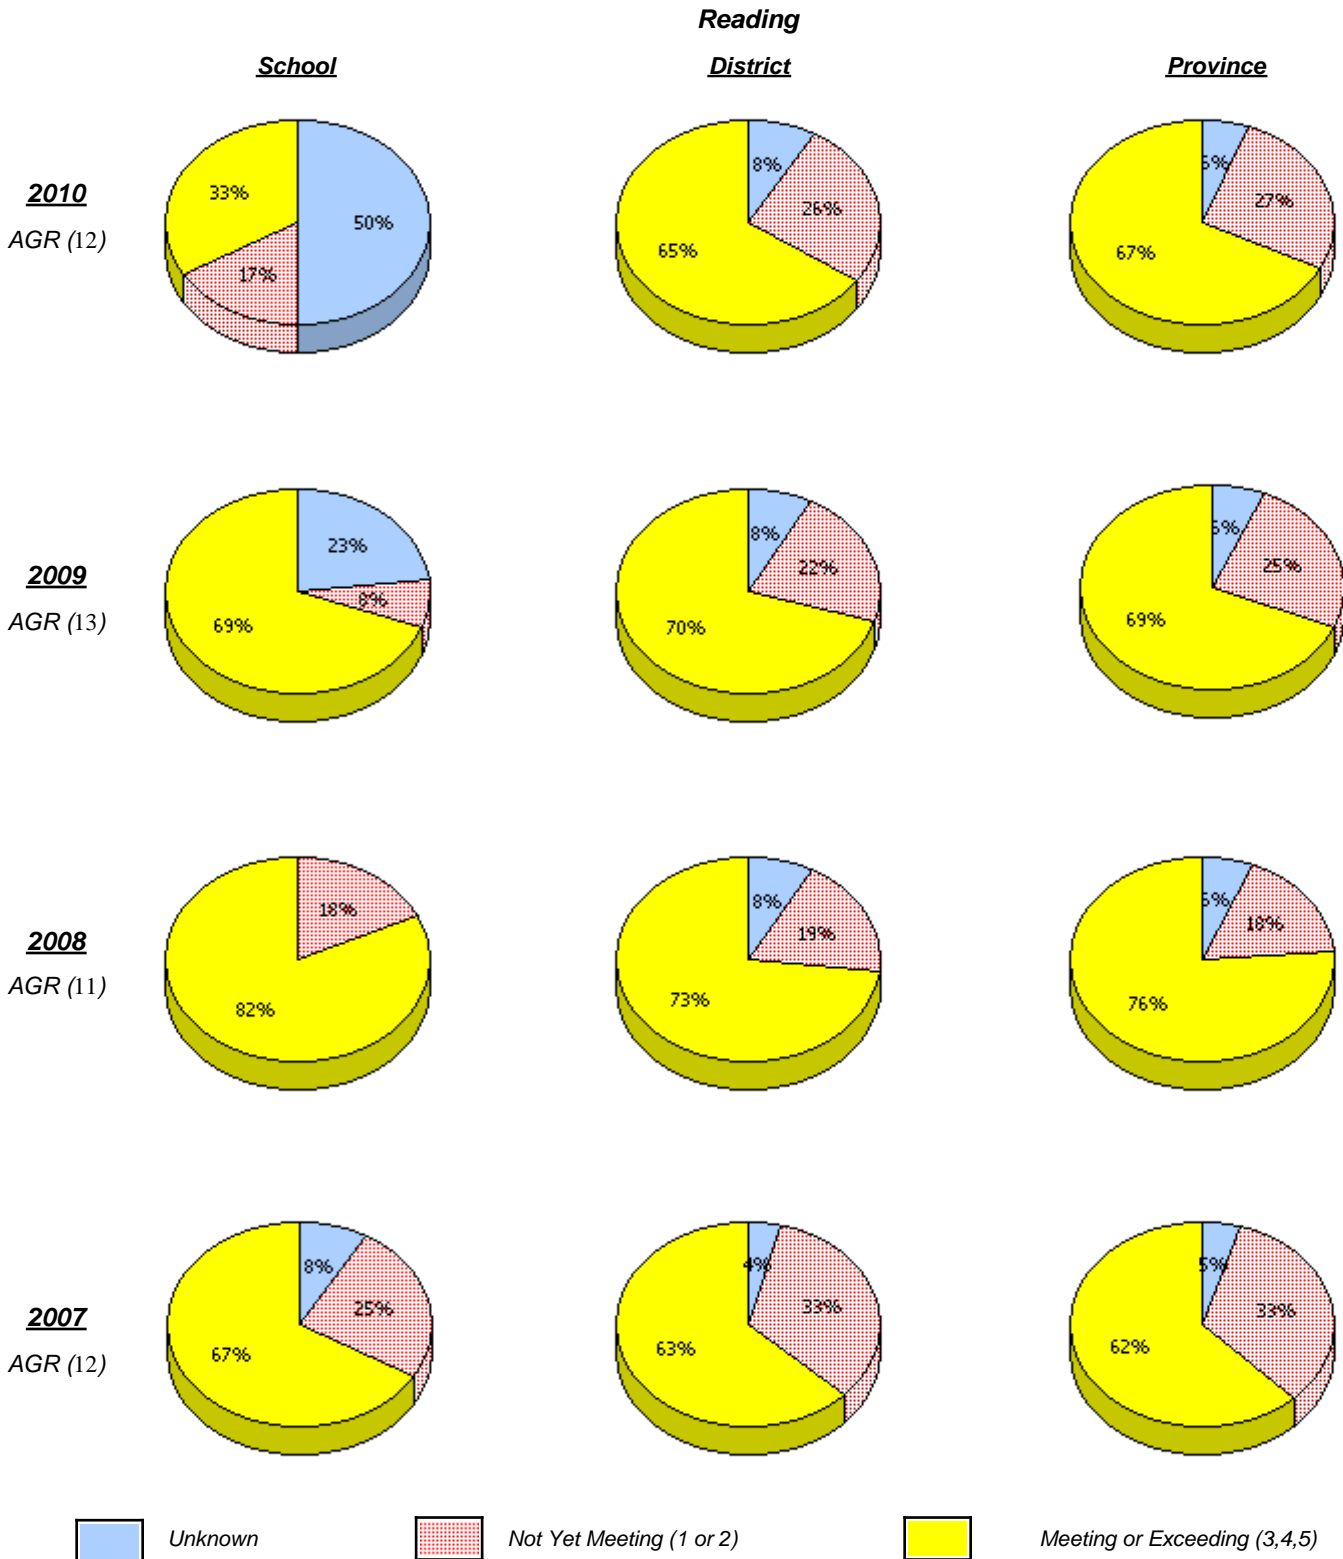 Reading
School District Province
2010
AGR (12)
33% 50% 17%
8% 26% 65%
27% 67%
2009
AGR (13)
23% 8% 69%
8% 22% 70%
25% 69%
2008
AGR (11)
18% 82%
8% 19% 73%
18% 76%
2007
AGR (12)
8% 25% 67%
4% 33% 63%
5% 33% 62%
Unknown Not Yet Meeting (1 or 2) Meeting or Exceeding (3,4,5)